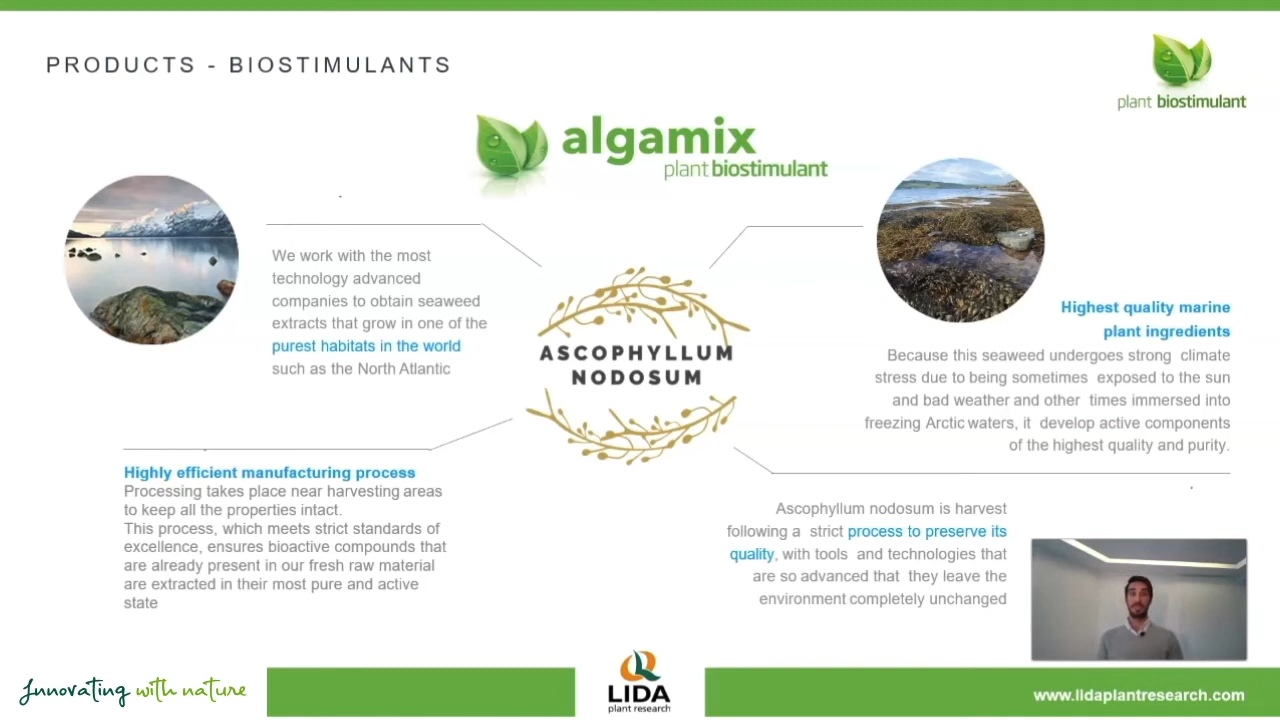 PRODUCTS - BIOSTIMULANTS
plant biostimulant
algamix
plant biostimulant
We work with the most
technology advanced
companies to obtain seaweed
extracts that grow in one of the
purest habitats in the world
such as the North Atlantic
ASCOPHYLLUM
NODOSUM
Highest quality marine
plant ingredients
Because this seaweed undergoes strong climate
stress due to being sometimes exposed to the sun
and bad weather and other times immersed into
freezing Arctic waters, it develop active components
of the highest quality and purity.
Highly efficient manufacturing process
Processing takes place near harvesting areas
to keep all the properties intact.
This process, which meets strict standards of
excellence, ensures bioactive compounds that
are already present in our fresh raw material
are extracted in their most pure and active
state
Ascophyllum nodosum is harvest
following a strict process to preserve its
quality, with tools and technologies that
are so advanced that they leave the
environment completely unchanged
Innovating with nature
LIDA
plant research
www.lidaplantresearch.com